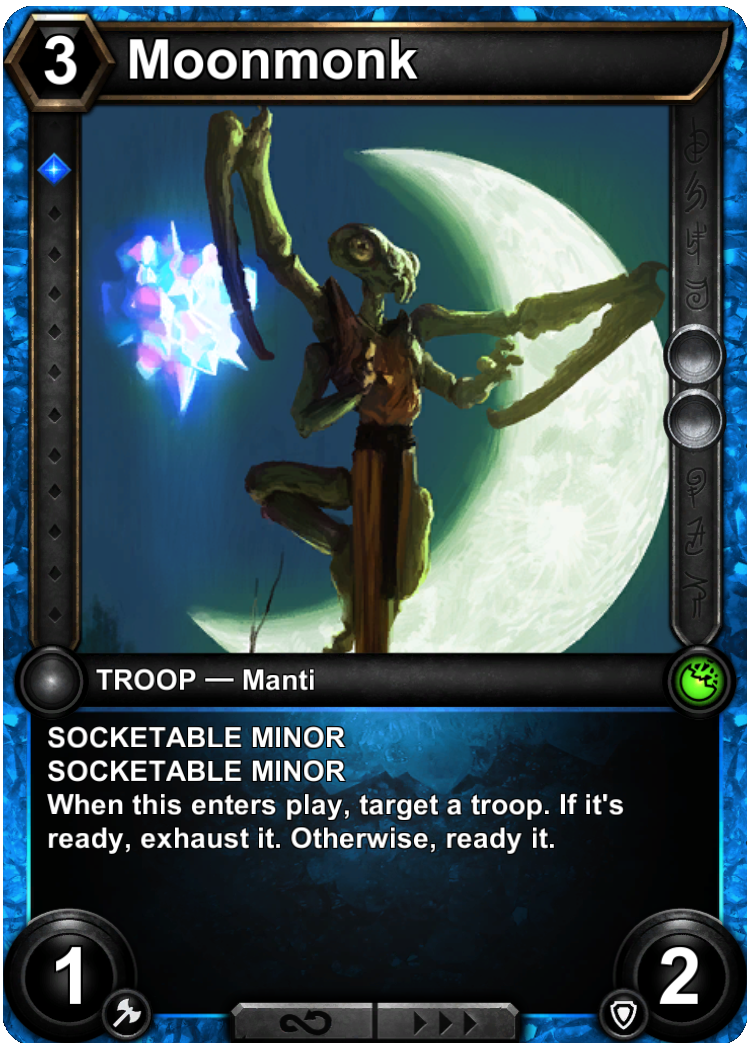 3 Moonmonk
TROOP — Manti
SOCKETABLE MINOR
SOCKETABLE MINOR
When this enters play, target a troop. If it's
ready, exhaust it. Otherwise, ready it.
1 2